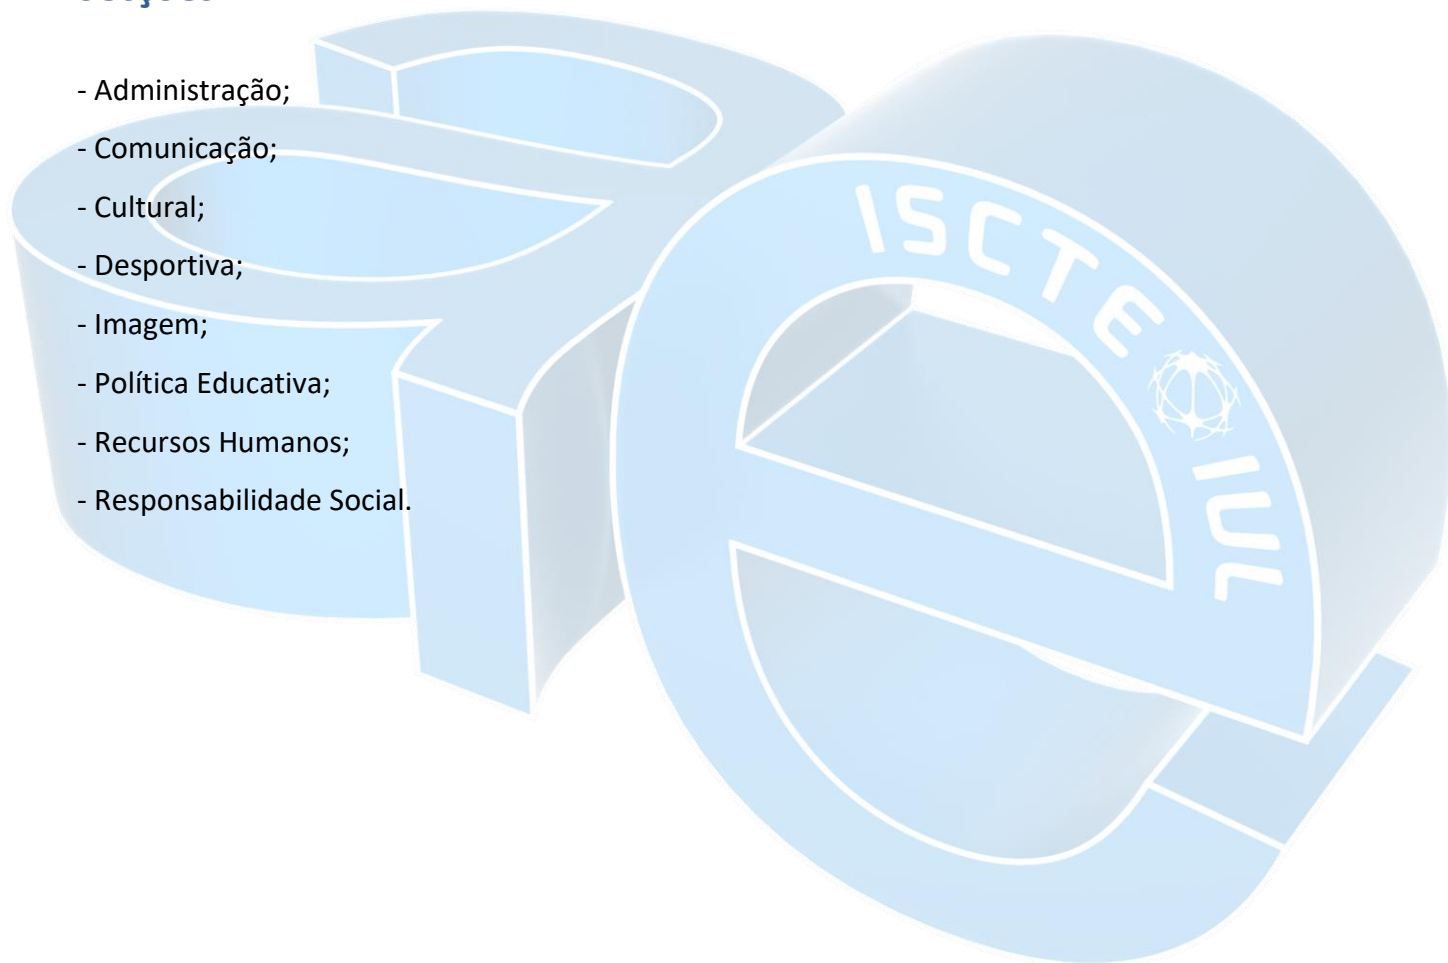 - Administração;
- Comunicação;
- Cultural;
- Desportiva;
- Imagem;
- Política Educativa;
- Recursos Humanos;
- Responsabilidade Social.
ISCTE IUL